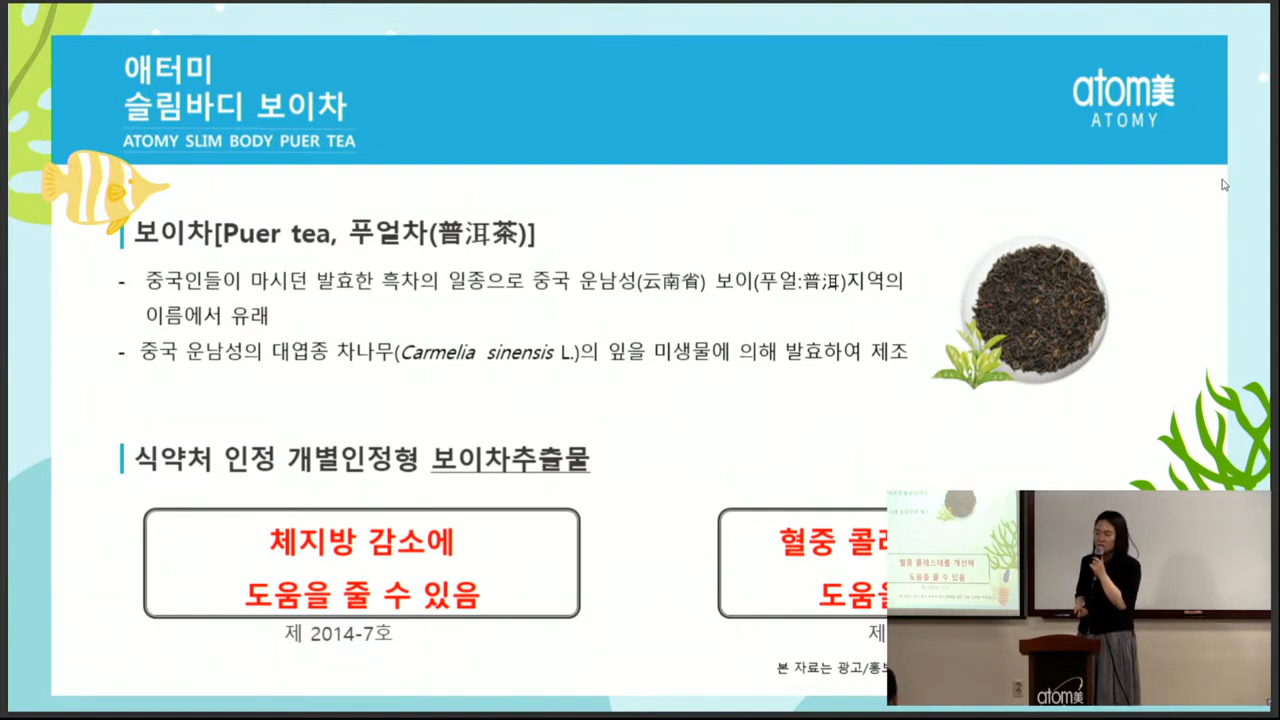 애터미
슬림바디 보이차
ATOMY SLIM BODY PUER TEA
atom美
ATOMY
보이차[Puer tea, 푸얼차(普洱茶)]
- 중국인들이 마시던 발효한 흑차의 일종으로 중국 운남성(云南省) 보이(푸얼:普洱)지역의
이름에서 유래
- 중국 운남성의 대엽종 차나무(Carmelia sinensis L.)의 잎을 미생물에 의해 발효하여 제조
식약처 인정 개별인정형 보이차추출물
체지방 감소에
도움을 줄 수 있음
제 2014-7호
혈중
도움을
제
본 자료는 광고/홍보
혈중 콜레스테롤 개선에
도움을 줄 수 있음
atom美